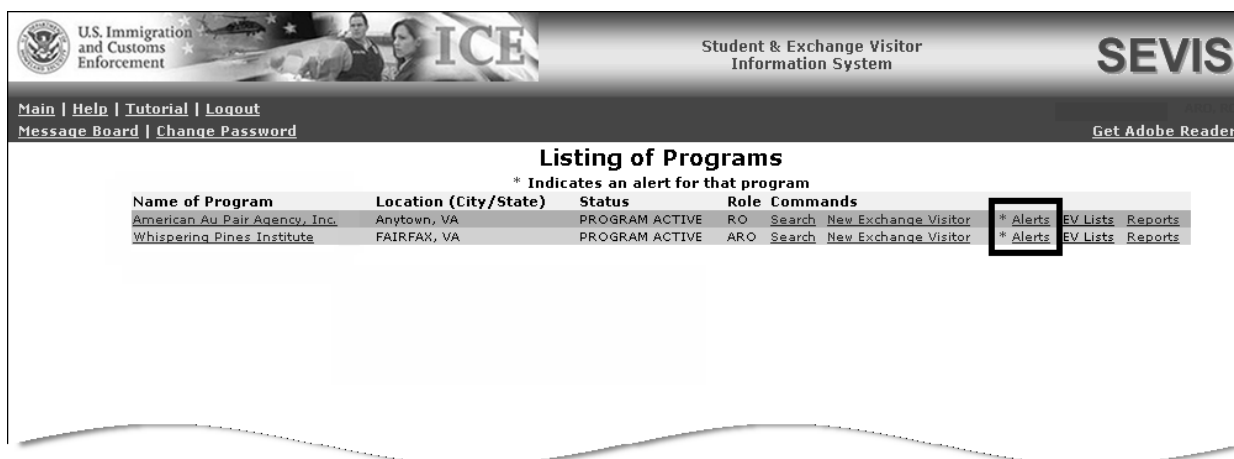 U.S. Immigration
and Customs
Enforcement
ICE
Student & Exchange Visitor
Information System
SEVIS
Main | Help | Tutorial | Logout
Message Board | Change Password
Get Adobe Reader
Listing of Programs
* Indicates an alert for that program
Name of Program Location (City/State) Status Role Commands
American Au Pair Agency, Inc. Anytown, VA PROGRAM ACTIVE RO Search New Exchange Visitor * Alerts EV Lists Reports
Whispering Pines Institute FAIRFAX, VA PROGRAM ACTIVE ARO Search New Exchange Visitor * Alerts EV Lists Reports